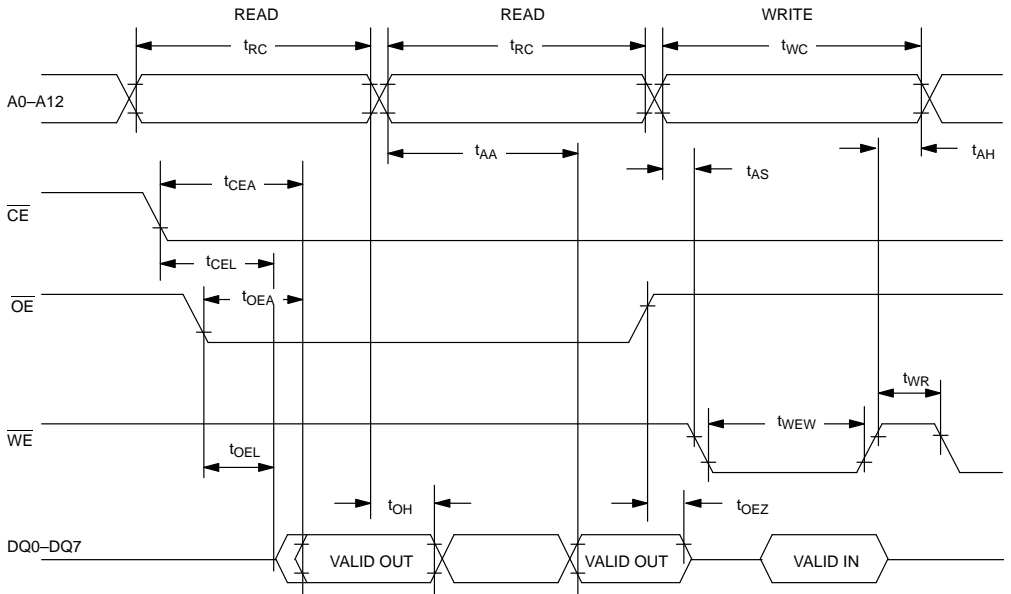 READ READ WRITE
tRC tRC tWC
A0–A12
tAA tAS tAH
tCEA
CE
tCEL
tOEA
OE
tWR
WE
tWEW
tOEL
tOH tOEZ
DQ0–DQ7
VALID OUT VALID OUT VALID IN